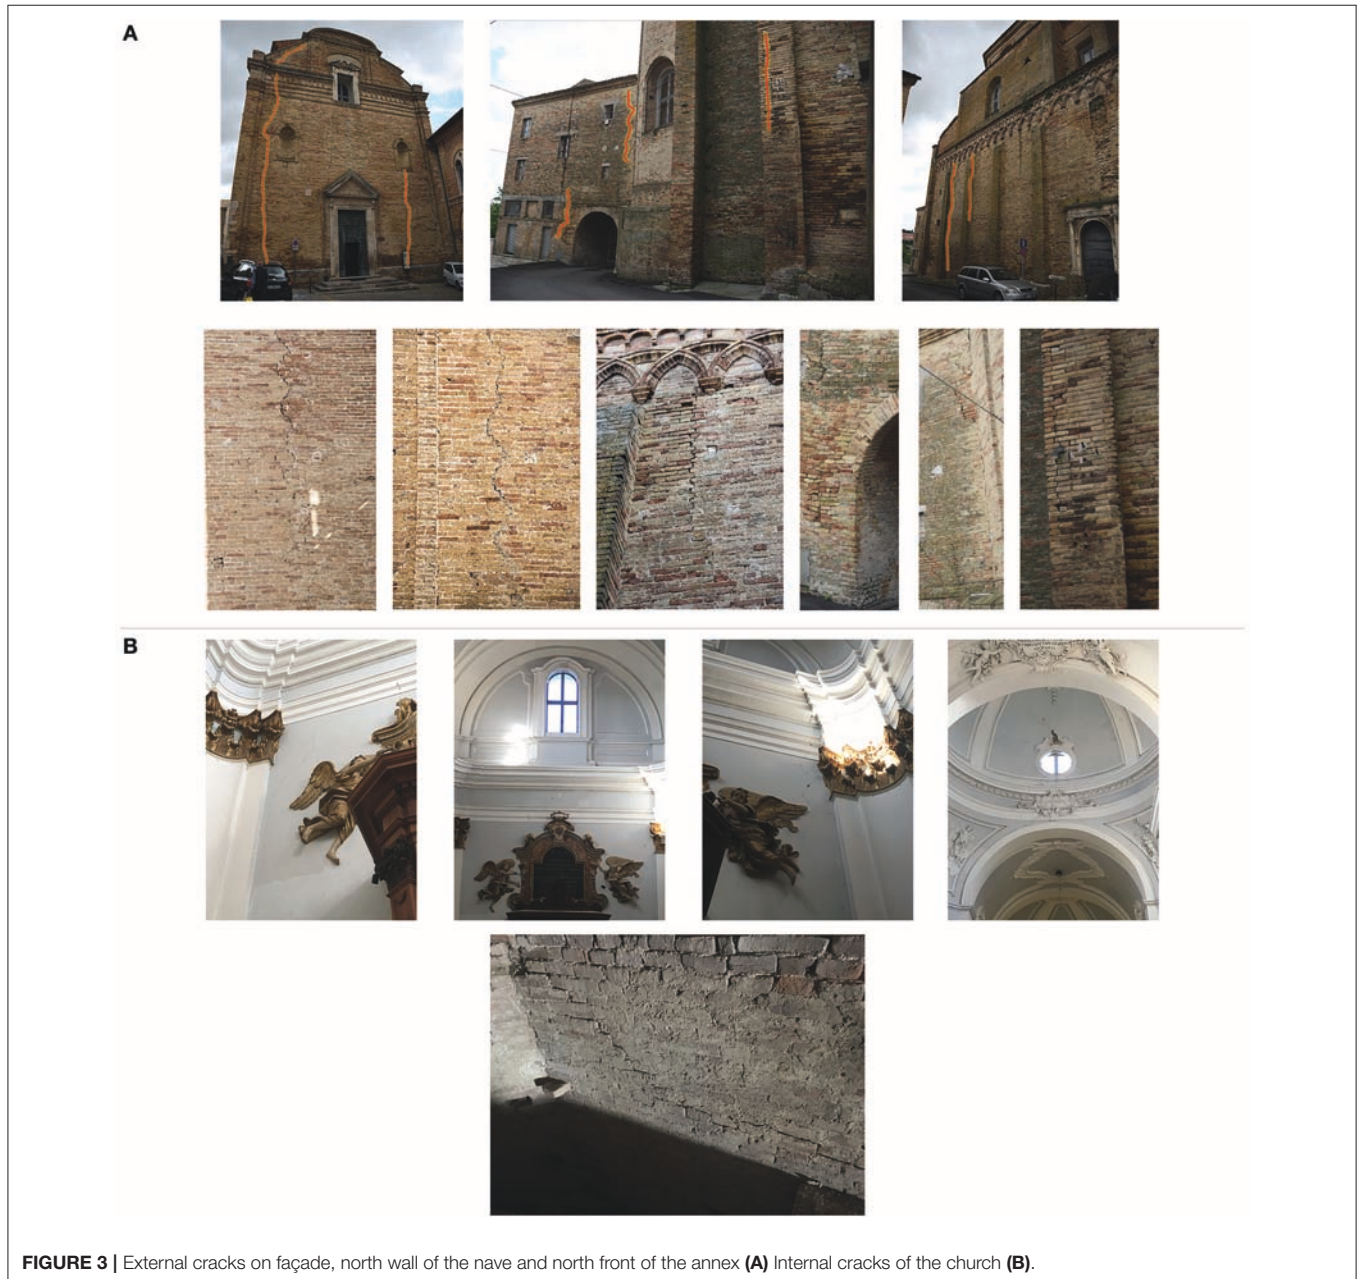 A
B
FIGURE 3 | External cracks on façade, north wall of the nave and north front of the annex (A) Internal cracks of the church (B).